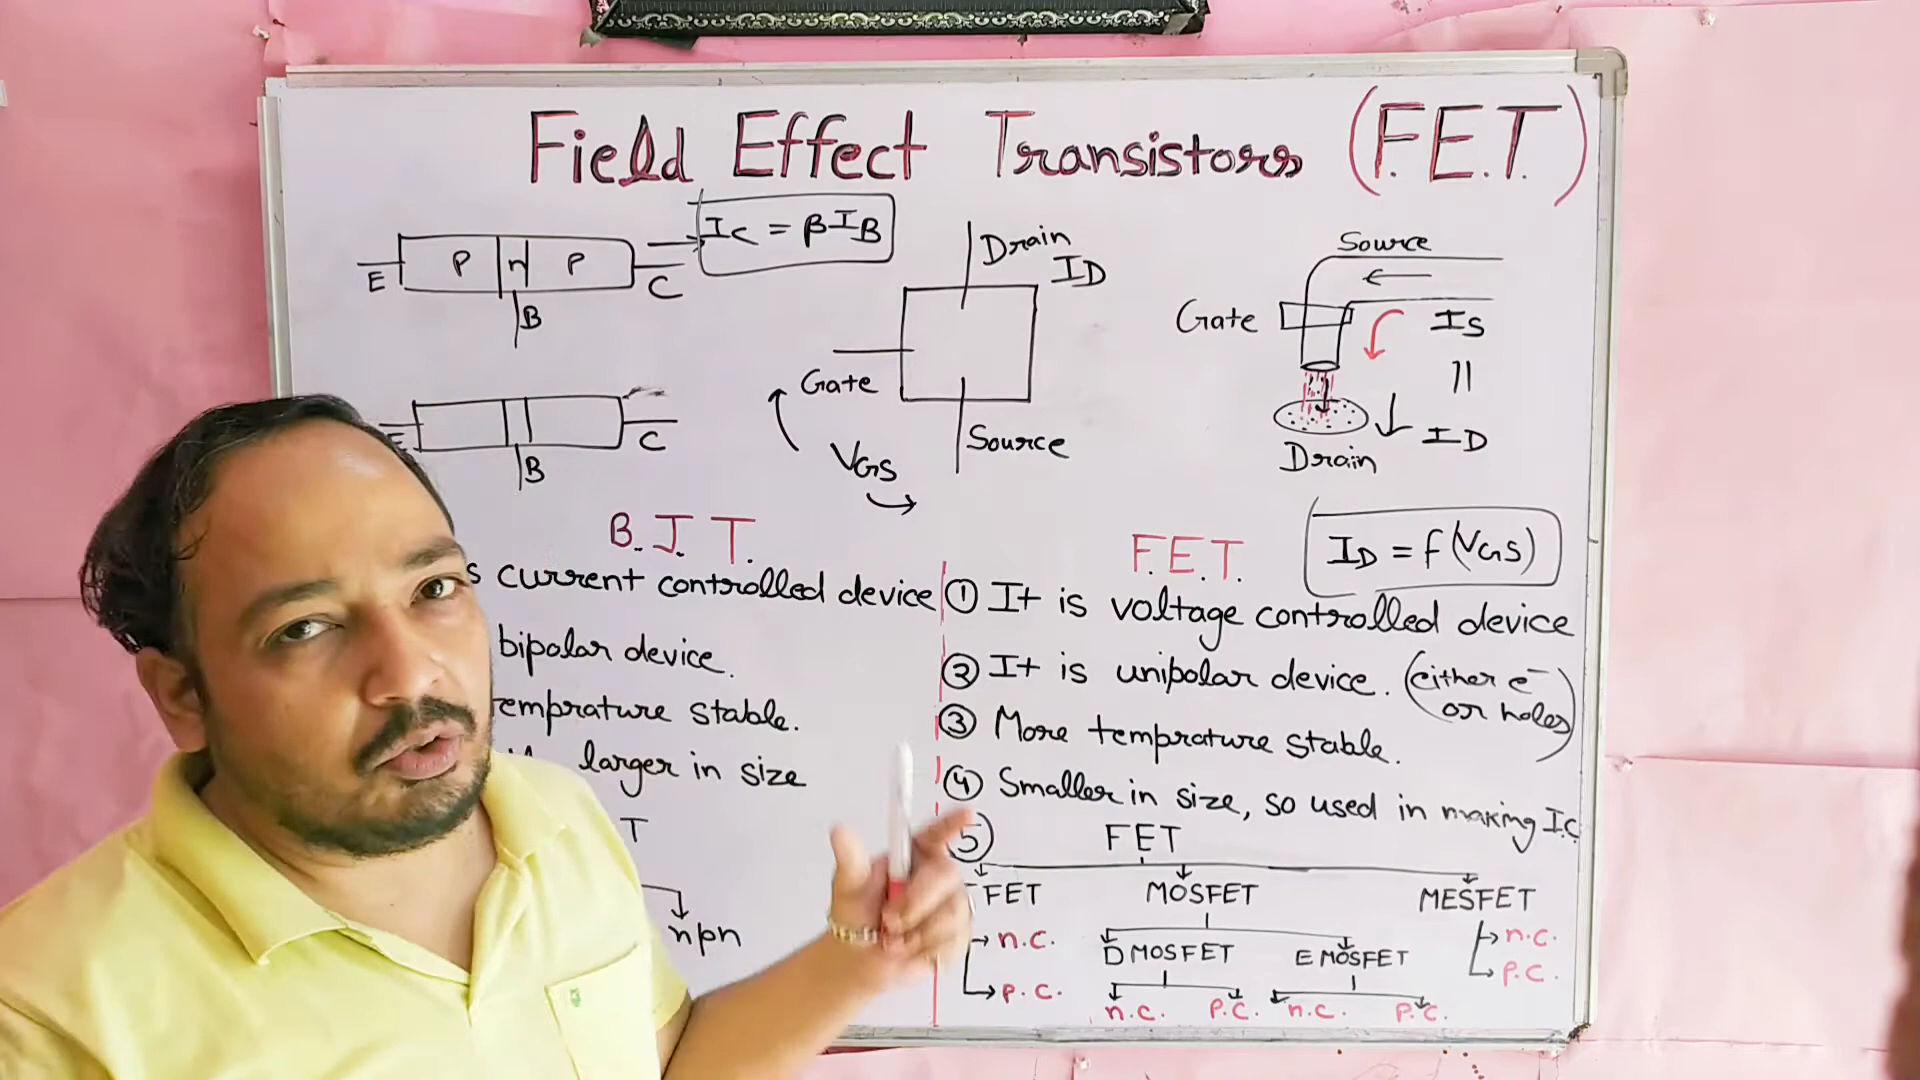 Field Effect Transistors (F.E.T.)
E P n P C
B
IC = βIB
Drain
ID
Gate
Source
VGS
Source
Gate
IS
=
ID
Drain
E C
B
B.J.T.
s current controlled device
bipolar device.
temprature stable.
larger in size
T
npn
F.E.T.
ID = f(VGS)
① It is voltage controlled device
② It is unipolar device. (either e-
or holes)
③ More temprature stable.
④ Smaller in size, so used in making I.C
⑤ FET
FET MOSFET MESFET
n.c.
p.c.
DMOSFET EMOSFET
n.c. p.c. n.c. p.c.
n.c.
p.c.